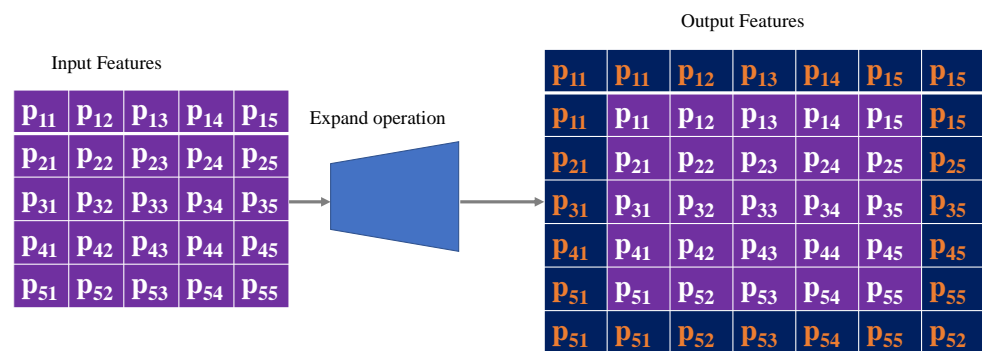 Output Features
Input Features
Expand operation
p11 p12 p13 p14 p15
p21 p22 p23 p24 p25
p31 p32 p33 p34 p35
p41 p42 p43 p44 p45
p51 p52 p53 p54 p55
p11 p11 p12 p13 p14 p15 p15
p11 p11 p12 p13 p14 p15 p15
p21 p21 p22 p23 p24 p25 p25
p31 p31 p32 p33 p34 p35 p35
p41 p41 p42 p43 p44 p45 p45
p51 p51 p52 p53 p54 p55 p55
p51 p51 p52 p53 p54 p55 p52